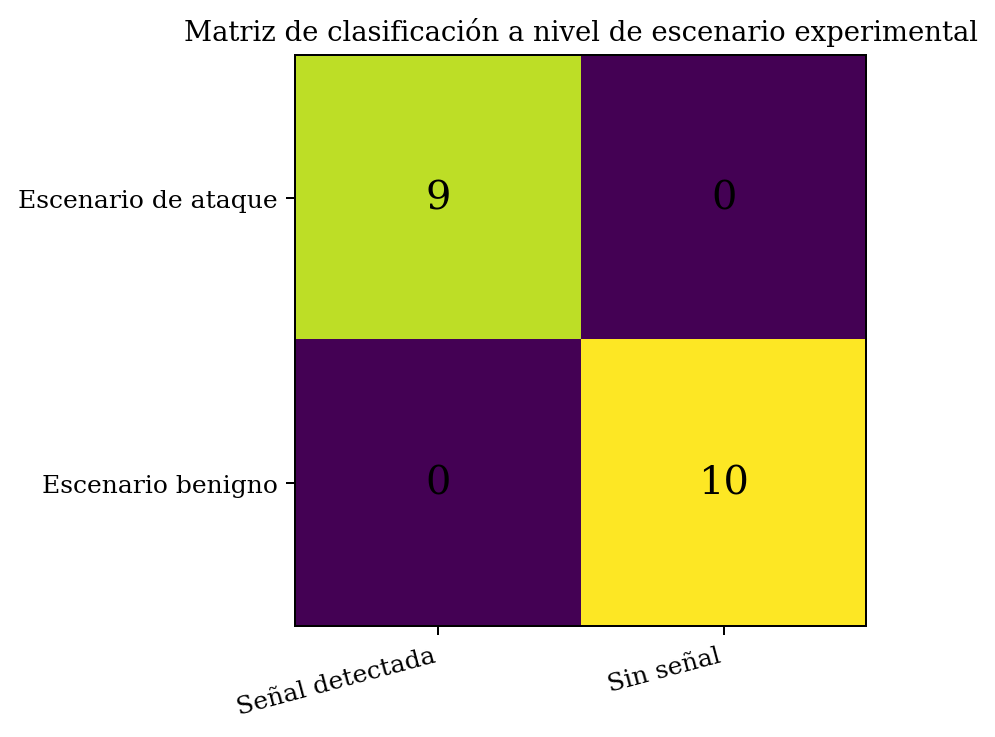 Matriz de clasificación a nivel de escenario experimental
Escenario de ataque
9
0
Escenario benigno
0
10
Señal detectada
Sin señal